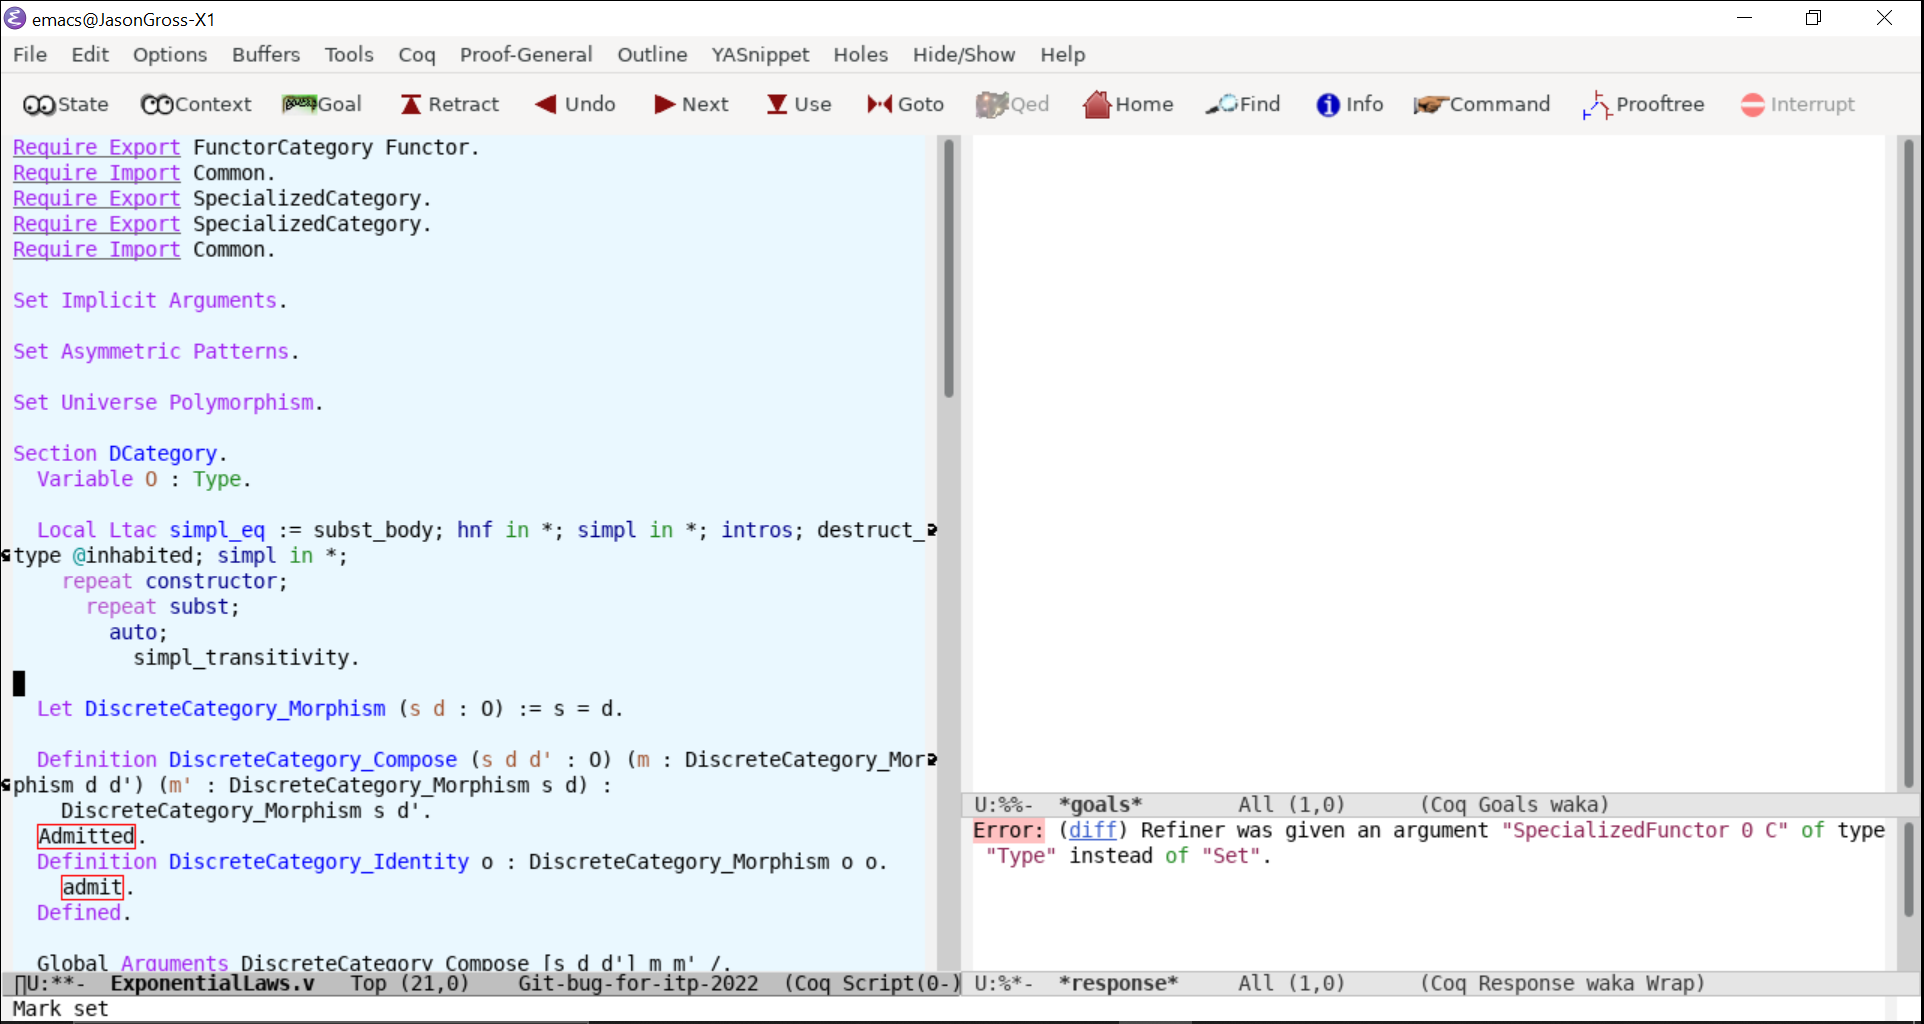 emacs@JasonGross-X1
File Edit Options Buffers Tools Coq Proof-General Outline YASnippet Holes Hide/Show Help
State Context Goal Retract Undo Next Use Goto Qed Home Find Info Command Prooftree Interrupt
Require Export FunctorCategory Functor.
Require Import Common.
Require Export SpecializedCategory.
Require Export SpecializedCategory.
Require Import Common.
Set Implicit Arguments.
Set Asymmetric Patterns.
Set Universe Polymorphism.
Section DCategory.
  Variable O : Type.
  Local Ltac simpl_eq := subst_body; hnf in *; simpl in *; intros; destruct_
type @inhabited; simpl in *;
    repeat constructor;
      repeat subst;
        auto;
          simpl_transitivity.
  Let DiscreteCategory_Morphism (s d : O) := s = d.
  Definition DiscreteCategory_Compose (s d d' : O) (m : DiscreteCategory_Mor
phism d d') (m' : DiscreteCategory_Morphism s d) :
    DiscreteCategory_Morphism s d'.
  Admitted.
  Definition DiscreteCategory_Identity o : DiscreteCategory_Morphism o o.
    admit.
  Defined.
  Global Arguments DiscreteCategory_Compose [s d d'] m m' /.
U:**-  ExponentialLaws.v   Top (21,0)    Git-bug-for-itp-2022  (Coq Script(0-)
U:%%-  *goals*        All (1,0)      (Coq Goals waka)
Error: (diff) Refiner was given an argument "SpecializedFunctor 0 C" of type
 "Type" instead of "Set".
U:%*-  *response*     All (1,0)      (Coq Response waka Wrap)
Mark set